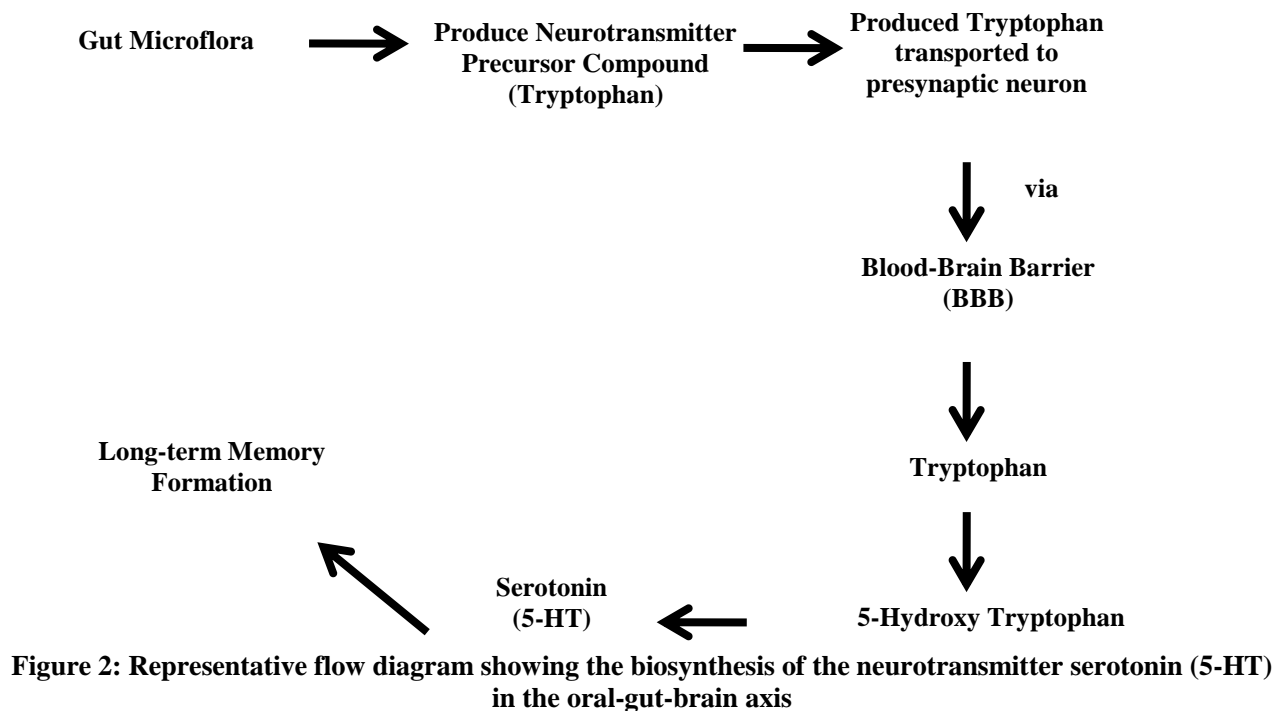 Gut Microflora
Produce Neurotransmitter
Precursor Compound
(Tryptophan)
Produced Tryptophan
transported to
presynaptic neuron
via
Blood-Brain Barrier
(BBB)
Tryptophan
5-Hydroxy Tryptophan
Serotonin
(5-HT)
Long-term Memory
Formation
Figure 2: Representative flow diagram showing the biosynthesis of the neurotransmitter serotonin (5-HT)
in the oral-gut-brain axis